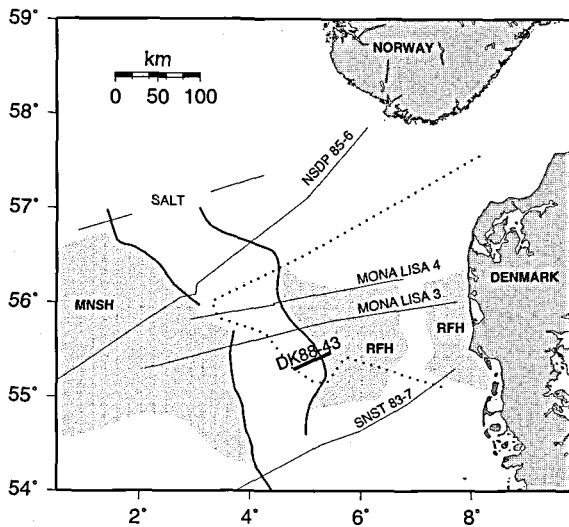 59°
58°
57°
56°
55°
54°
2°
4°
6°
8°
km
0 50 100
NORWAY
NSDP 85-6
SALT
MONA LISA 4
DENMARK
MNSH
MONA LISA 3
RFH
RFH
DK88-43
SNST 83-7